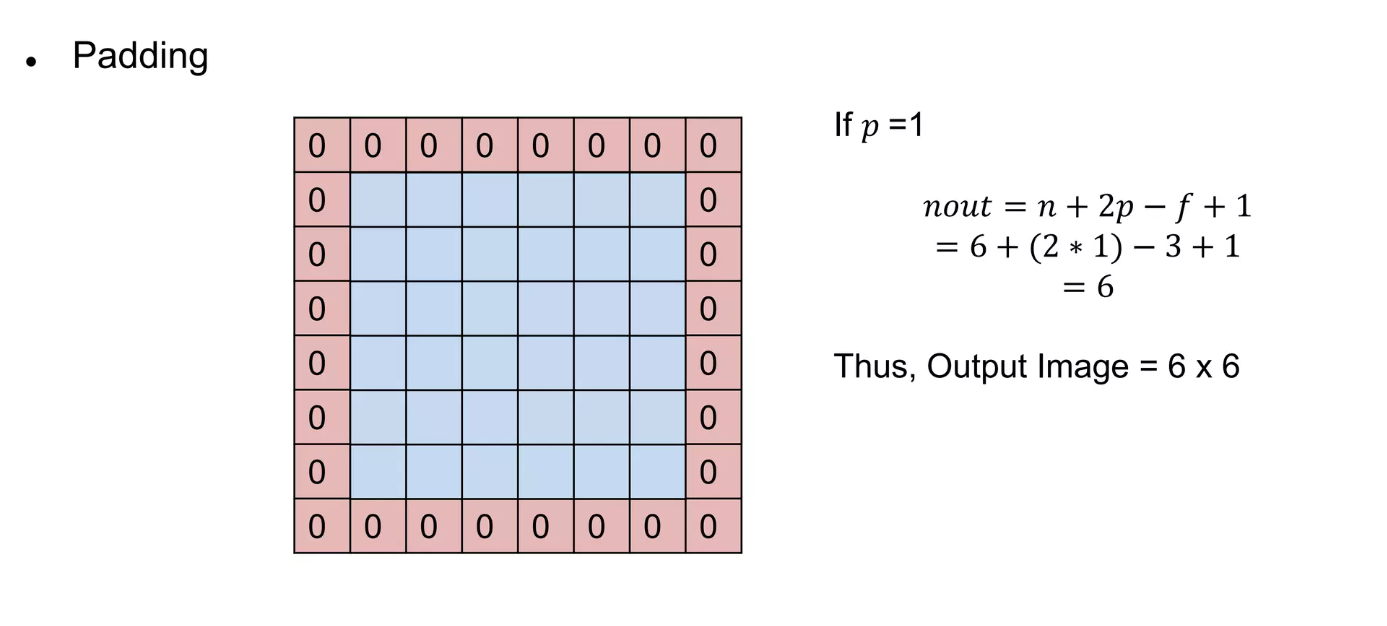 • Padding
0 0 0 0 0 0 0 0
0 0
0 0
0 0
0 0
0 0
0 0
0 0 0 0 0 0 0 0
If p =1
nout = n + 2p − f + 1
= 6 + (2 ∗ 1) − 3 + 1
= 6
Thus, Output Image = 6 x 6